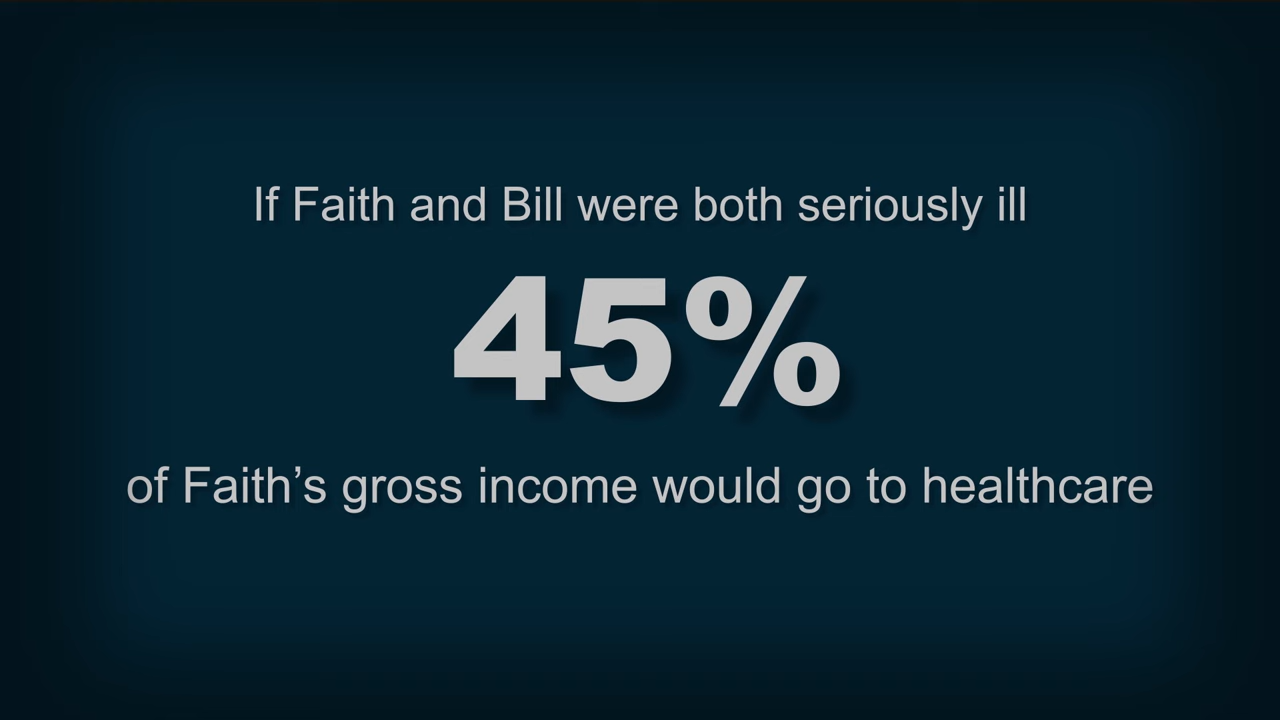 If Faith and Bill were both seriously ill
45%
of Faith’s gross income would go to healthcare